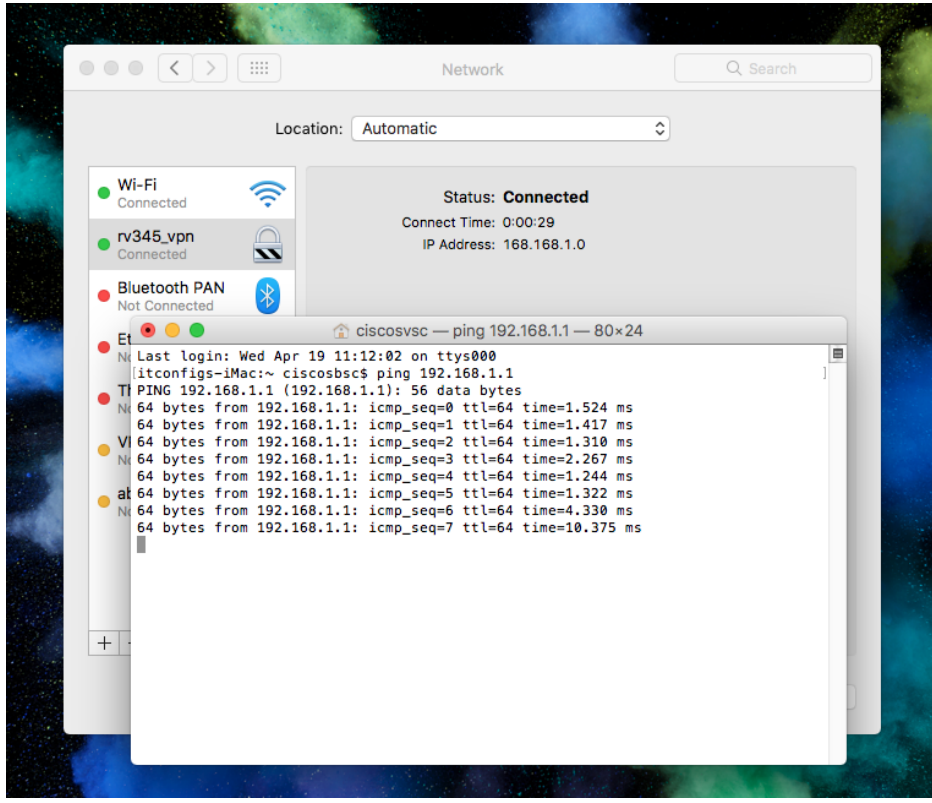 Network
Search
Location: Automatic
Wi-Fi
Connected
rv345_vpn
Connected
Bluetooth PAN
Not Connected
Status: Connected
Connect Time: 0:00:29
IP Address: 168.168.1.0
ciscosvsc — ping 192.168.1.1 — 80×24
Last login: Wed Apr 19 11:12:02 on ttys000
[itconfigs-iMac:~ ciscosbsc$ ping 192.168.1.1 ]
PING 192.168.1.1 (192.168.1.1): 56 data bytes
64 bytes from 192.168.1.1: icmp_seq=0 ttl=64 time=1.524 ms
64 bytes from 192.168.1.1: icmp_seq=1 ttl=64 time=1.417 ms
64 bytes from 192.168.1.1: icmp_seq=2 ttl=64 time=1.310 ms
64 bytes from 192.168.1.1: icmp_seq=3 ttl=64 time=2.267 ms
64 bytes from 192.168.1.1: icmp_seq=4 ttl=64 time=1.244 ms
64 bytes from 192.168.1.1: icmp_seq=5 ttl=64 time=1.322 ms
64 bytes from 192.168.1.1: icmp_seq=6 ttl=64 time=4.330 ms
64 bytes from 192.168.1.1: icmp_seq=7 ttl=64 time=10.375 ms